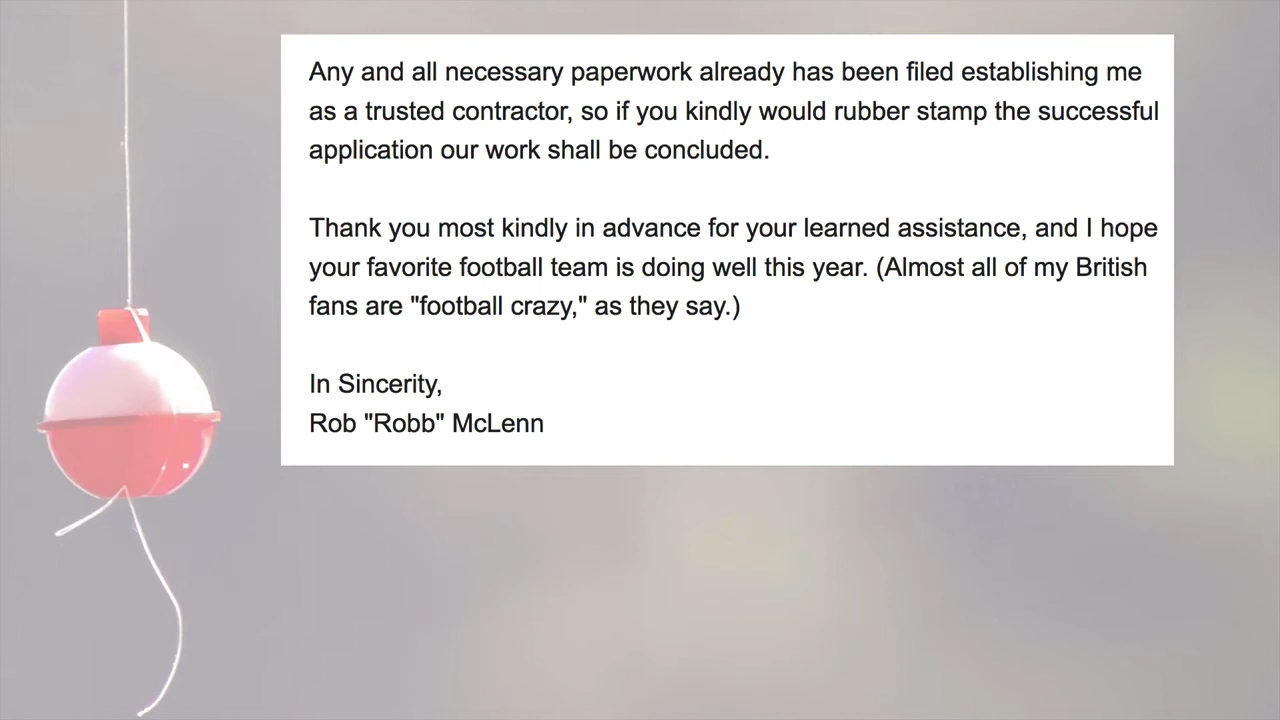 Any and all necessary paperwork already has been filed establishing me
as a trusted contractor, so if you kindly would rubber stamp the successful
application our work shall be concluded.
Thank you most kindly in advance for your learned assistance, and I hope
your favorite football team is doing well this year. (Almost all of my British
fans are "football crazy," as they say.)
In Sincerity,
Rob "Robb" McLenn